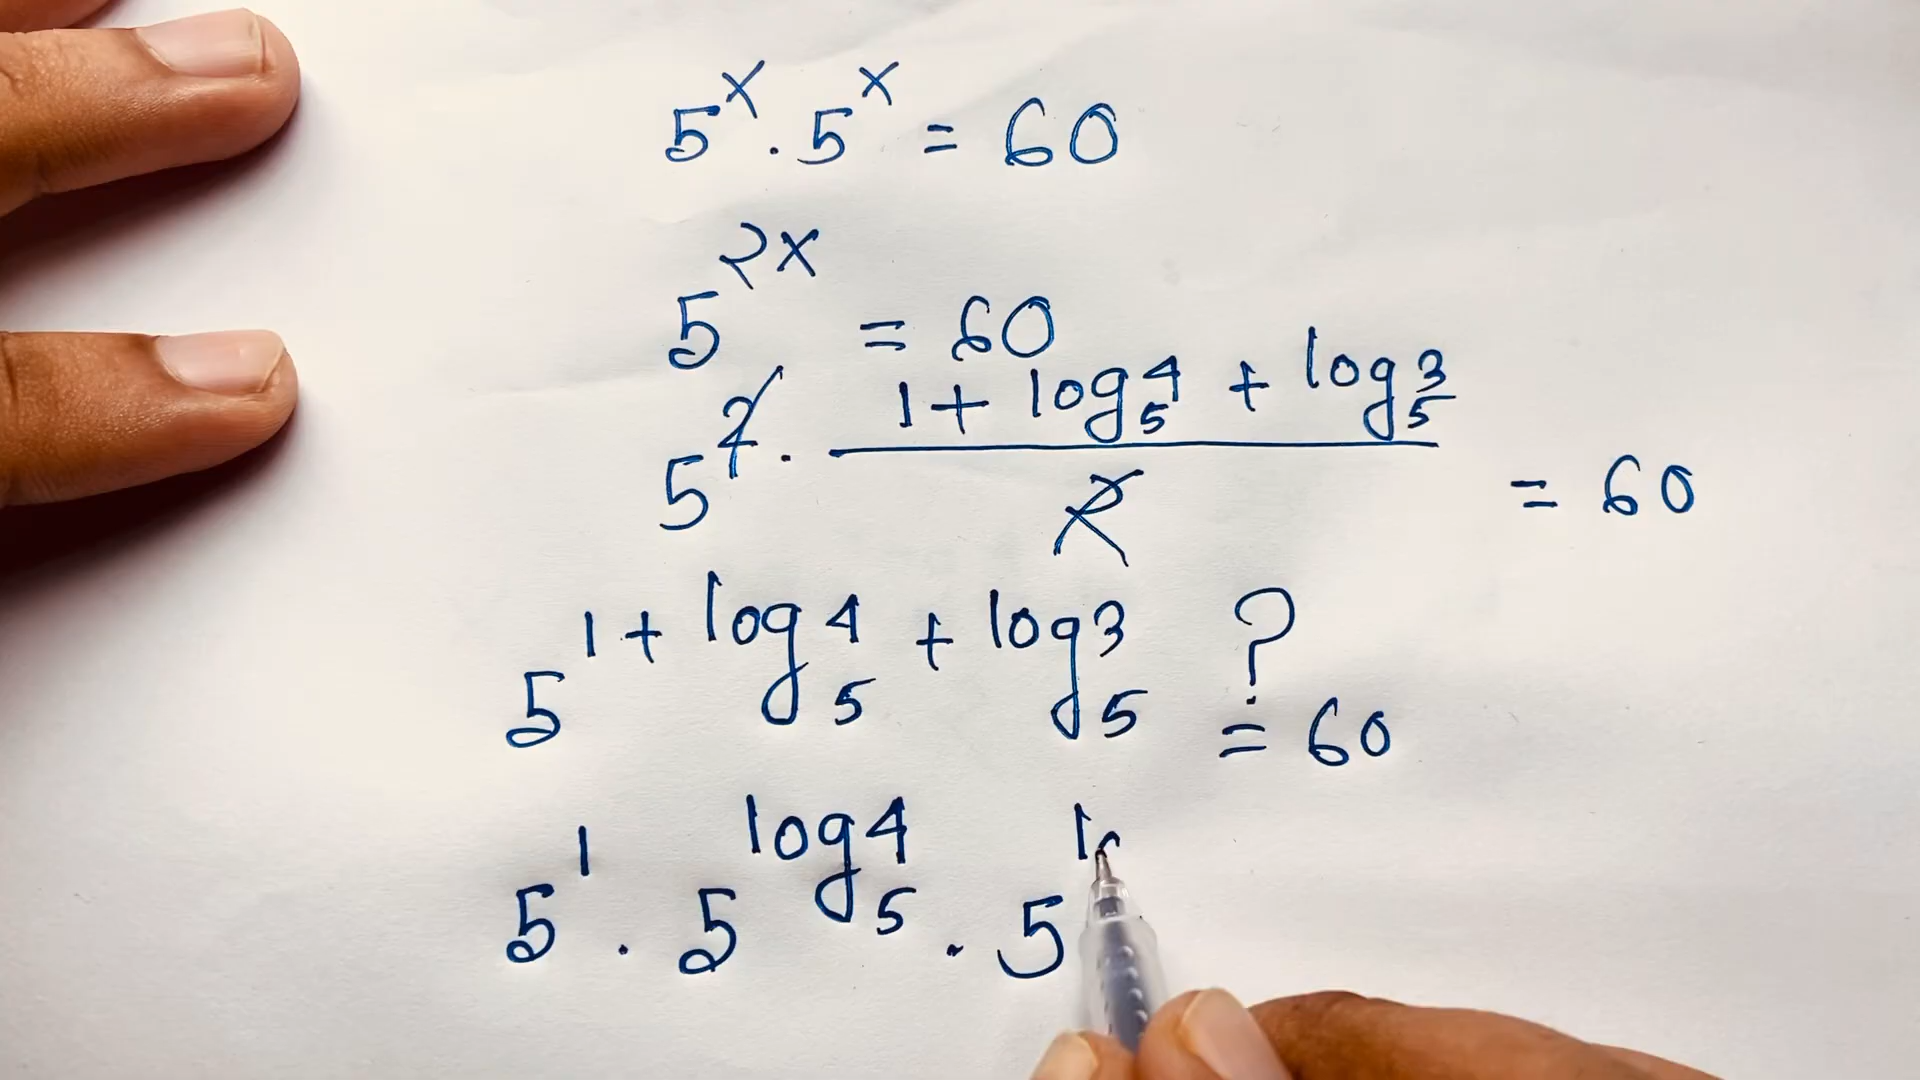 5^x . 5^x = 60
5^2x = 60
5^2 . (1 + log_5 4 + log_5 3) / 2 = 60
5^1 + log_5 4 + log_5 3 ?= 60
5^1 . 5^log_5 4 . 5^lo